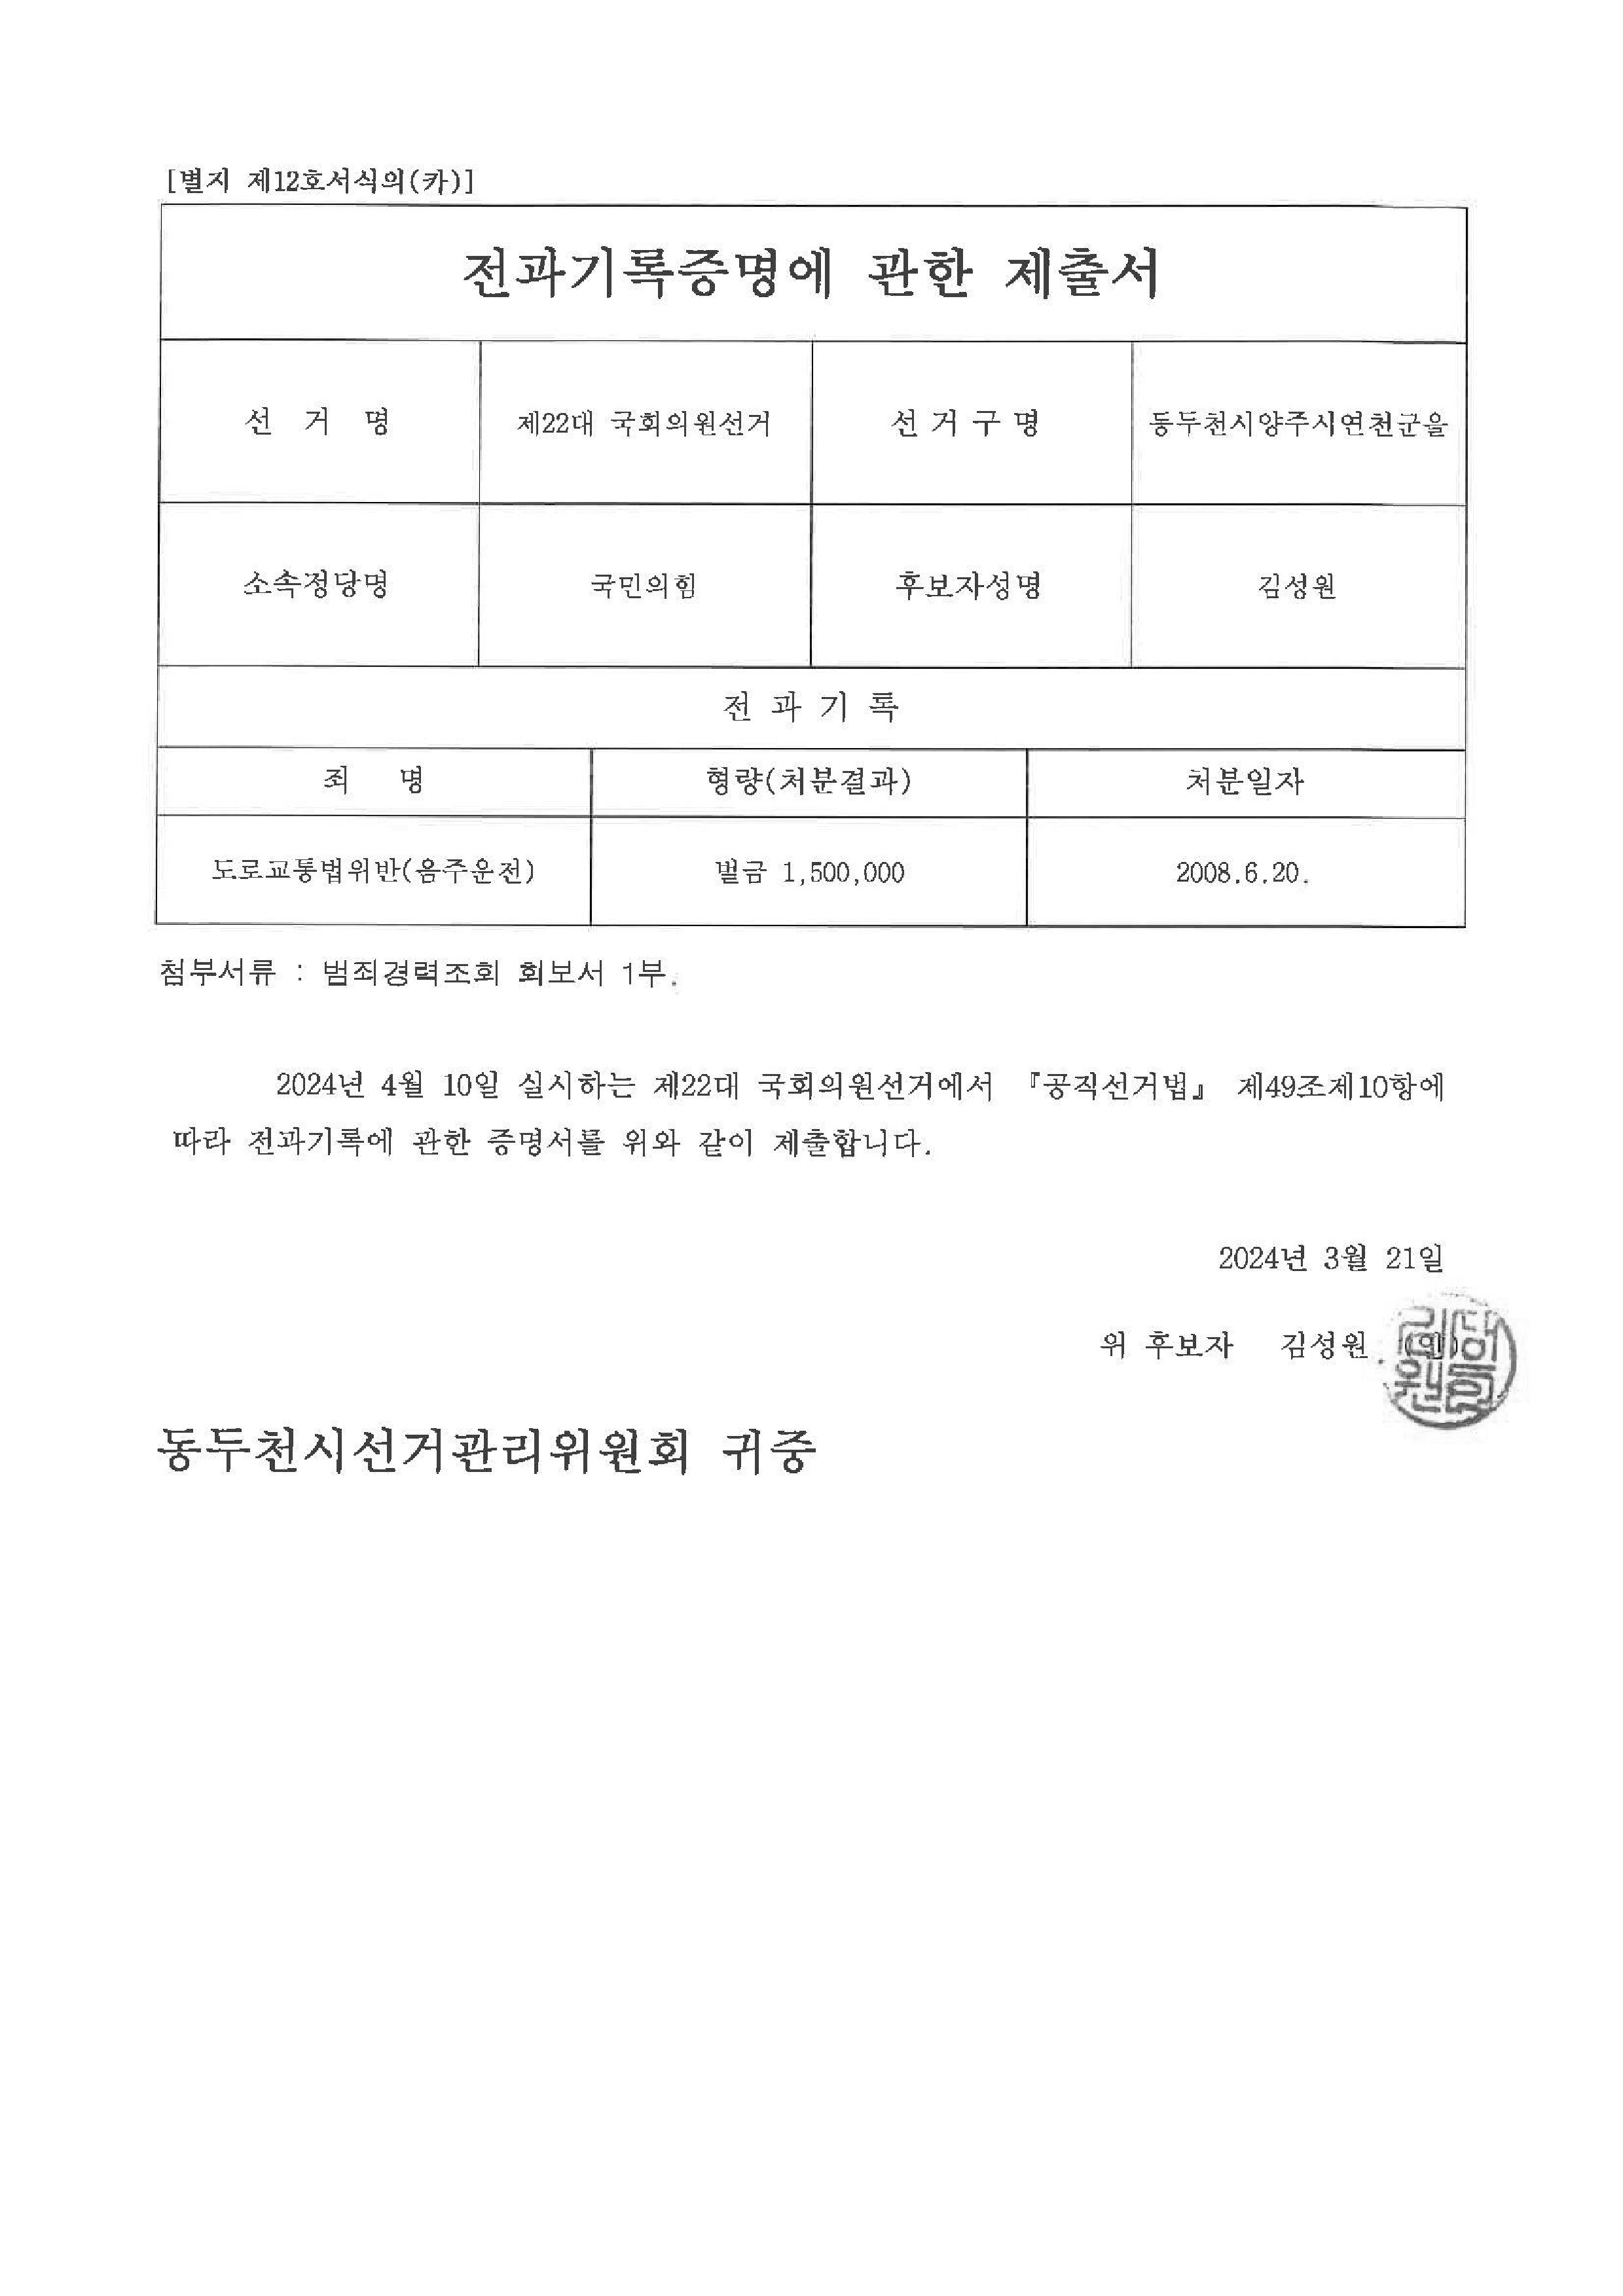 [별지 제12호서식의(카)]
전과기록증명에 관한 제출서
선 거 명 제22대 국회의원선거 선 거 구 명 동두천시양주시연천군을
소속정당명 국민의힘 후보자성명 김성원
전 과 기 록
죄 명 형량(처분결과) 처분일자
도로교통법위반(음주운전) 벌금 1,500,000 2008.6.20.
첨부서류 : 범죄경력조회 회보서 1부.
2024년 4월 10일 실시하는 제22대 국회의원선거에서 『공직선거법』 제49조제10항에
따라 전과기록에 관한 증명서를 위와 같이 제출합니다.
2024년 3월 21일
위 후보자 김성원 (인)
동두천시선거관리위원회 귀중